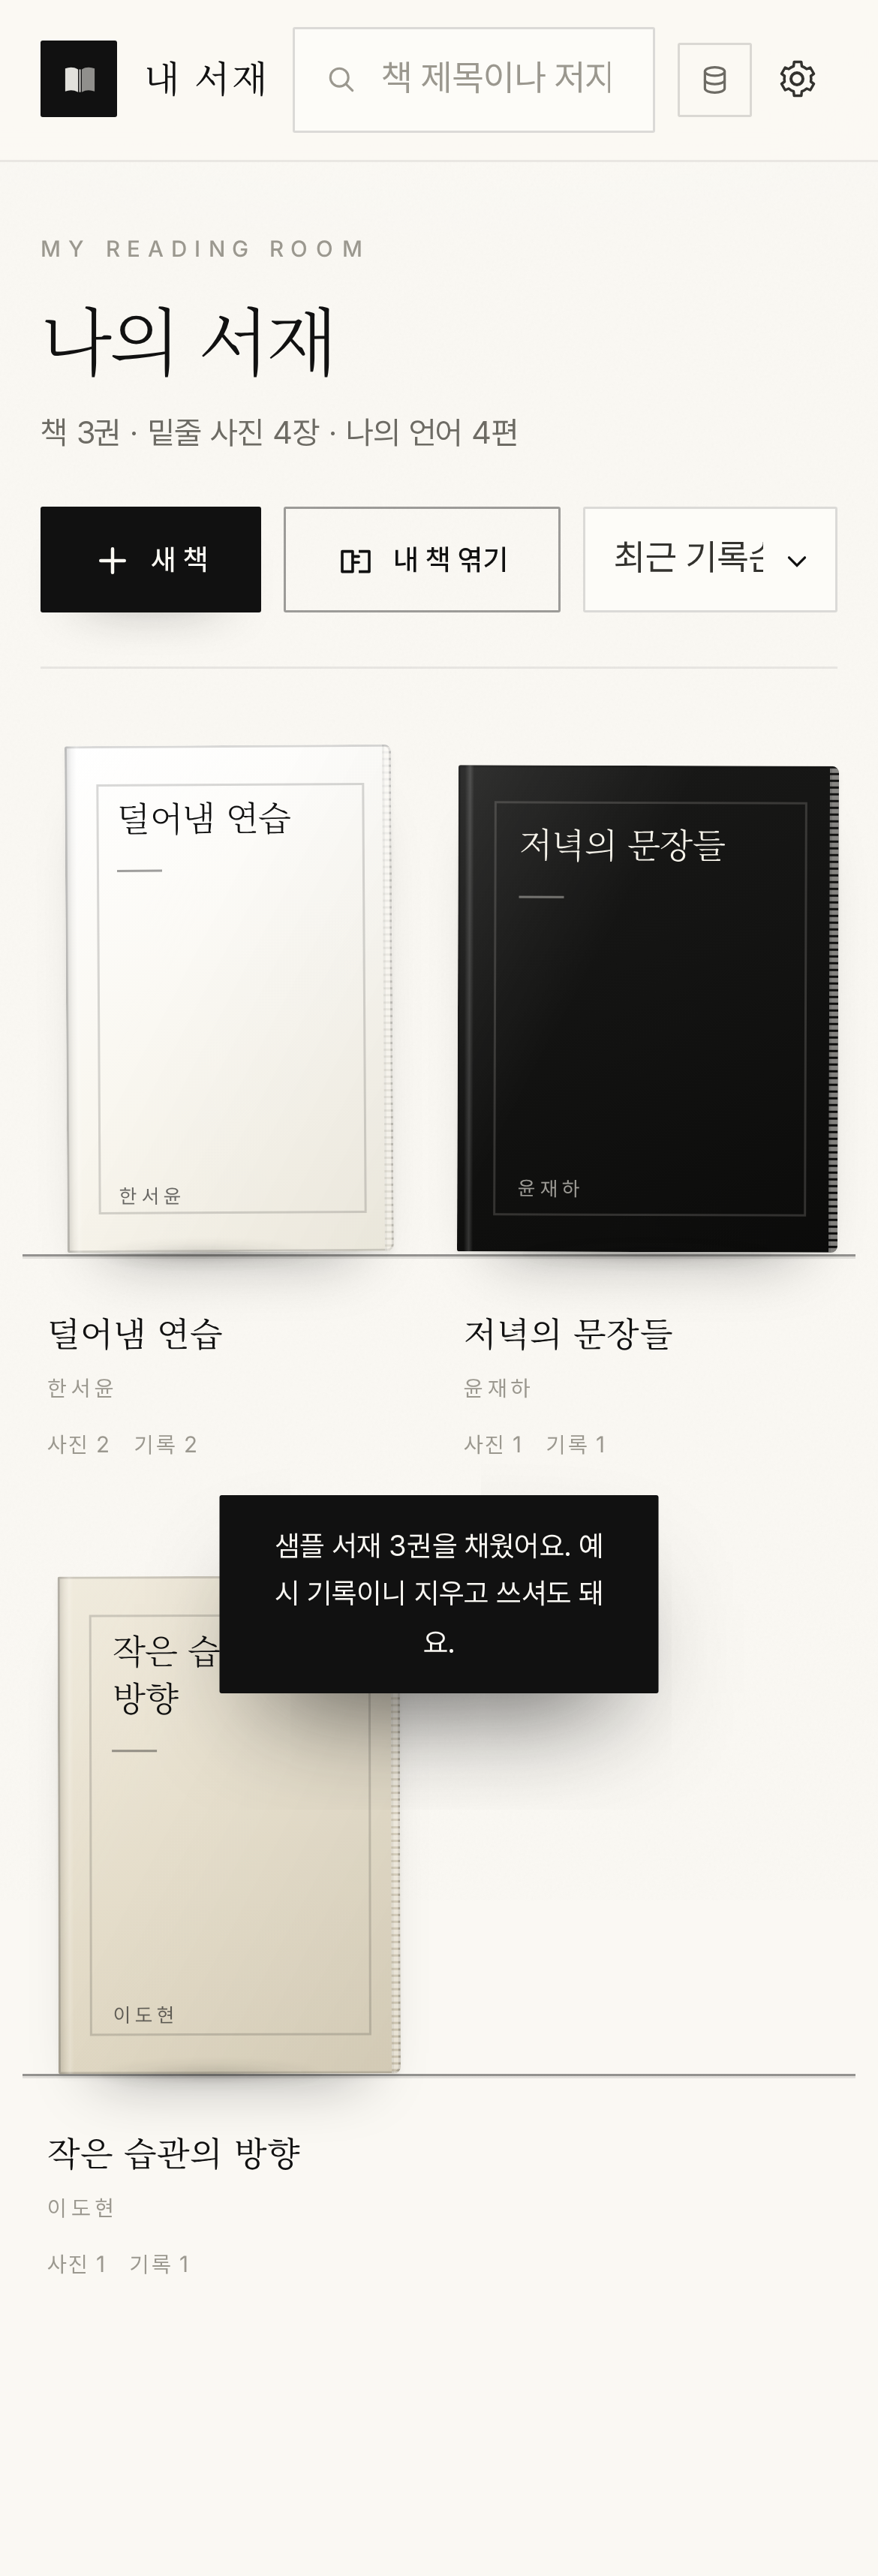 내 서재
책 제목이나 저자
MY READING ROOM
나의 서재
책 3권 · 밑줄 사진 4장 · 나의 언어 4편
새 책
내 책 엮기
최근 기록순
덜어냄 연습
한서윤
저녁의 문장들
윤재하
덜어냄 연습
한서윤
사진 2 기록 2
저녁의 문장들
윤재하
사진 1 기록 1
샘플 서재 3권을 채웠어요. 예
시 기록이니 지우고 쓰셔도 돼
요.
작은 습
방향
이도현
작은 습관의 방향
이도현
사진 1 기록 1